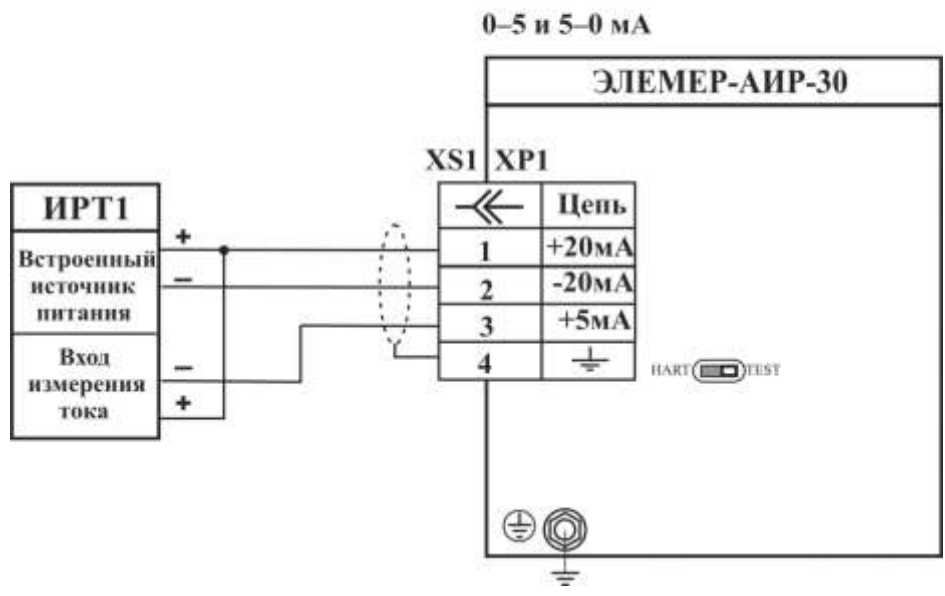 0–5 и 5–0 мА
ЭЛЕМЕР-АИР-30
XS1 XP1
ИРТ1
Цепь
+
Встроенный
источник
питания
1 +20мА
–
2 -20мА
3 +5мА
Вход
измерения
тока
–
+
4
HART TEST